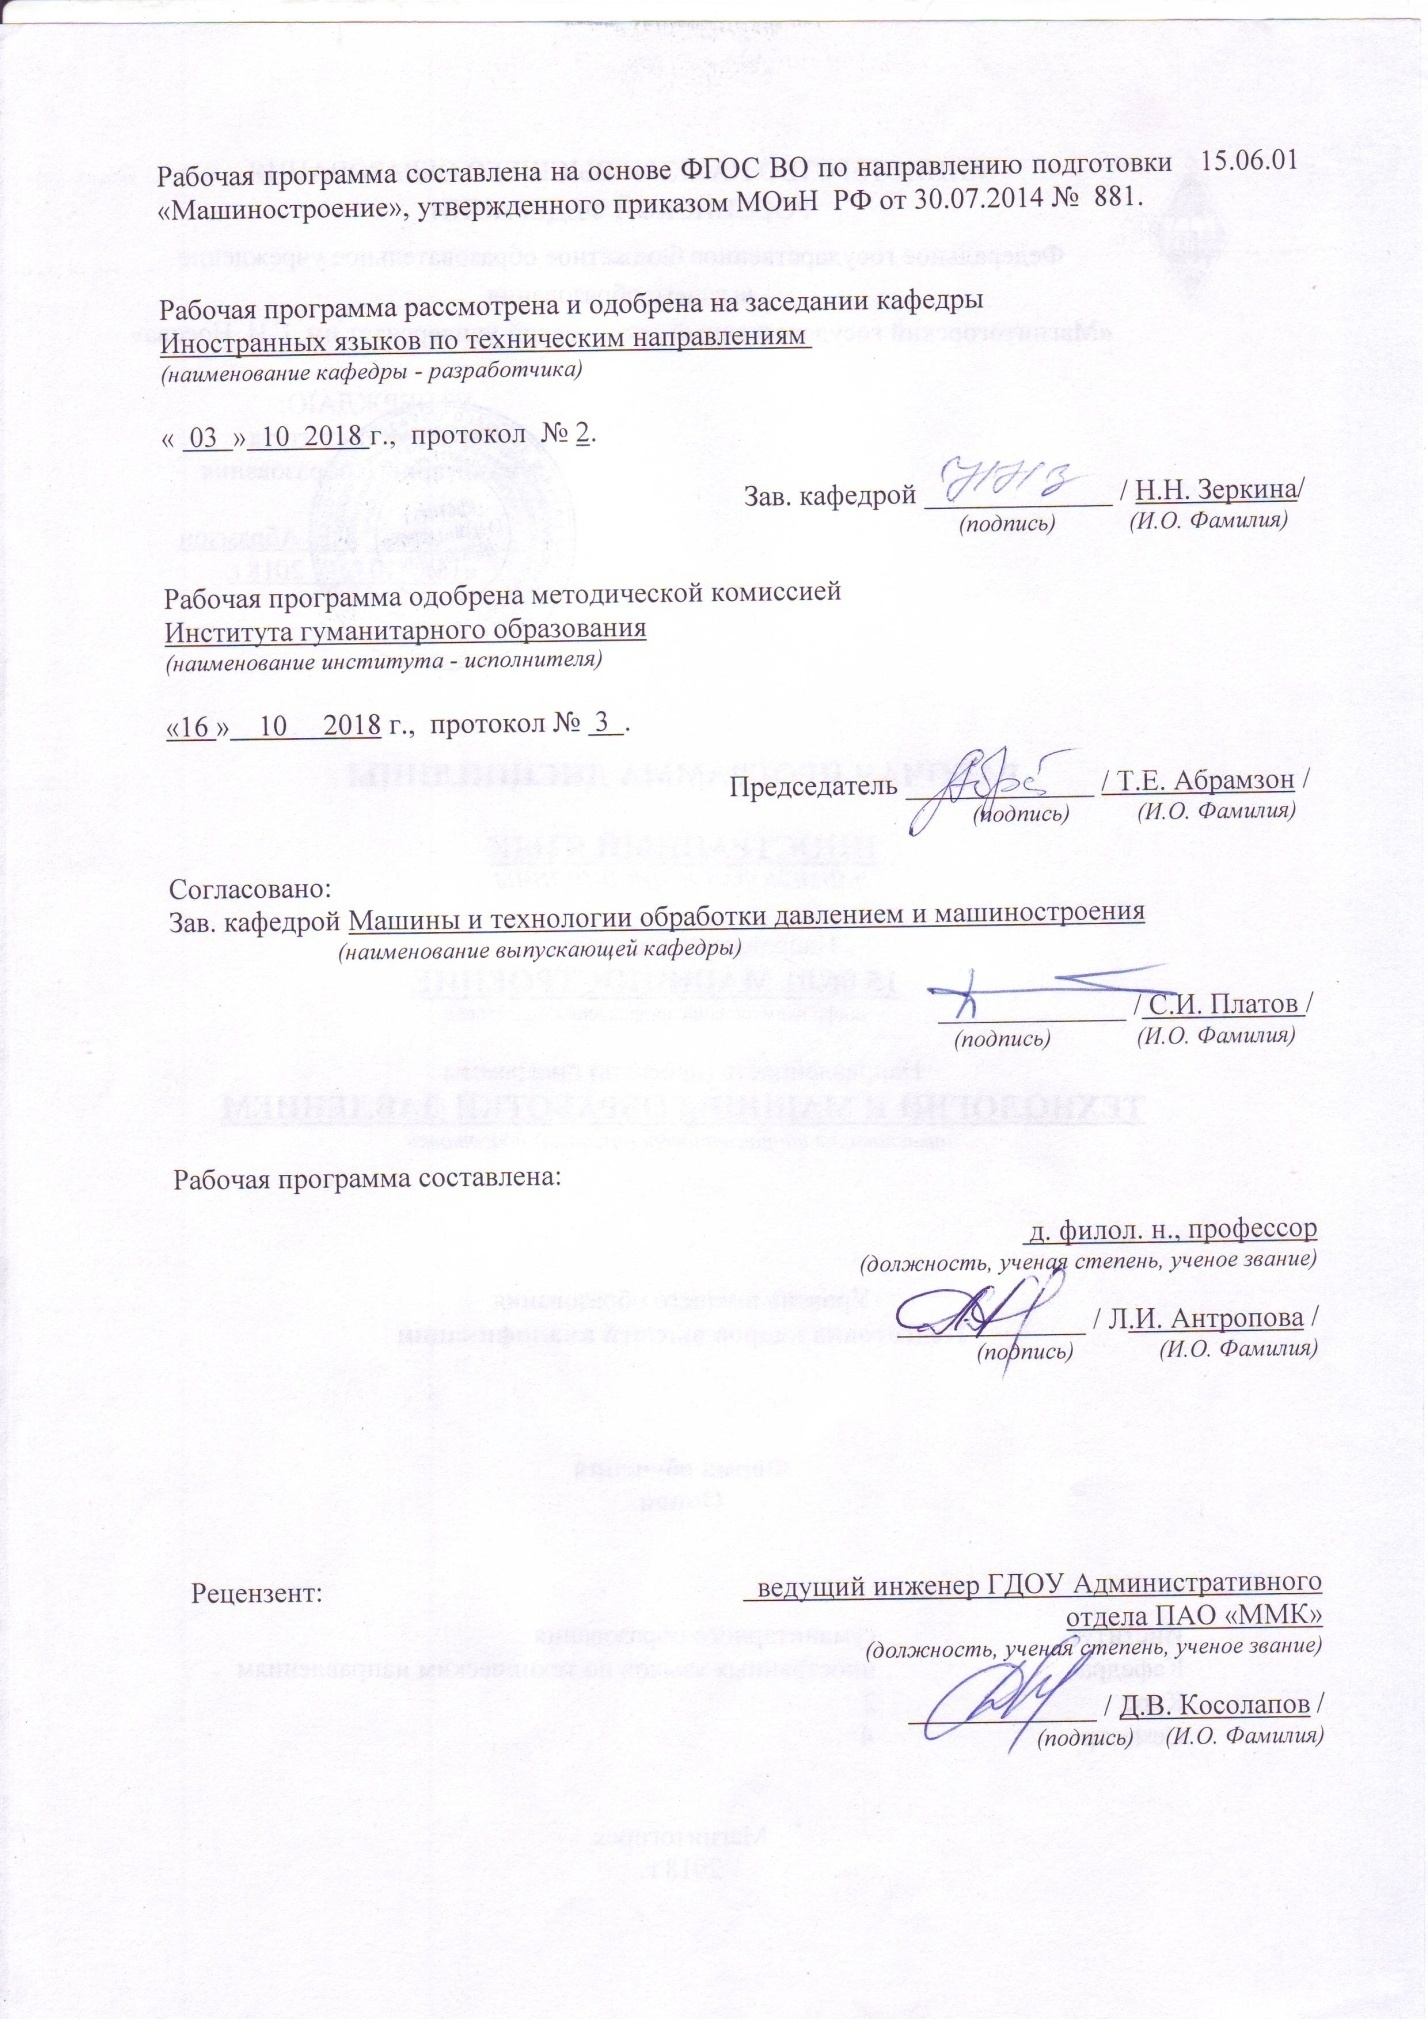 Рабочая программа составлена на основе ФГОС ВО по направлению подготовки 15.06.01
«Машиностроение», утвержденного приказом МОиН РФ от 30.07.2014 № 881.
Рабочая программа рассмотрена и одобрена на заседании кафедры
Иностранных языков по техническим направлениям
(наименование кафедры - разработчика)
« 03 » 10 2018 г., протокол № 2.
Зав. кафедрой ______________ / Н.Н. Зеркина/
(подпись) (И.О. Фамилия)
Рабочая программа одобрена методической комиссией
Института гуманитарного образования
(наименование института - исполнителя)
«16 » 10 2018 г., протокол № 3 .
Председатель ______________ / Т.Е. Абрамзон /
(подпись) (И.О. Фамилия)
Согласовано:
Зав. кафедрой Машины и технологии обработки давлением и машиностроения
(наименование выпускающей кафедры)
______________ / С.И. Платов /
(подпись) (И.О. Фамилия)
Рабочая программа составлена:
д. филол. н., профессор
(должность, ученая степень, ученое звание)
______________ / Л.И. Антропова /
(подпись) (И.О. Фамилия)
Рецензент: ведущий инженер ГДОУ Административного
отдела ПАО «ММК»
(должность, ученая степень, ученое звание)
______________ / Д.В. Косолапов /
(подпись) (И.О. Фамилия)